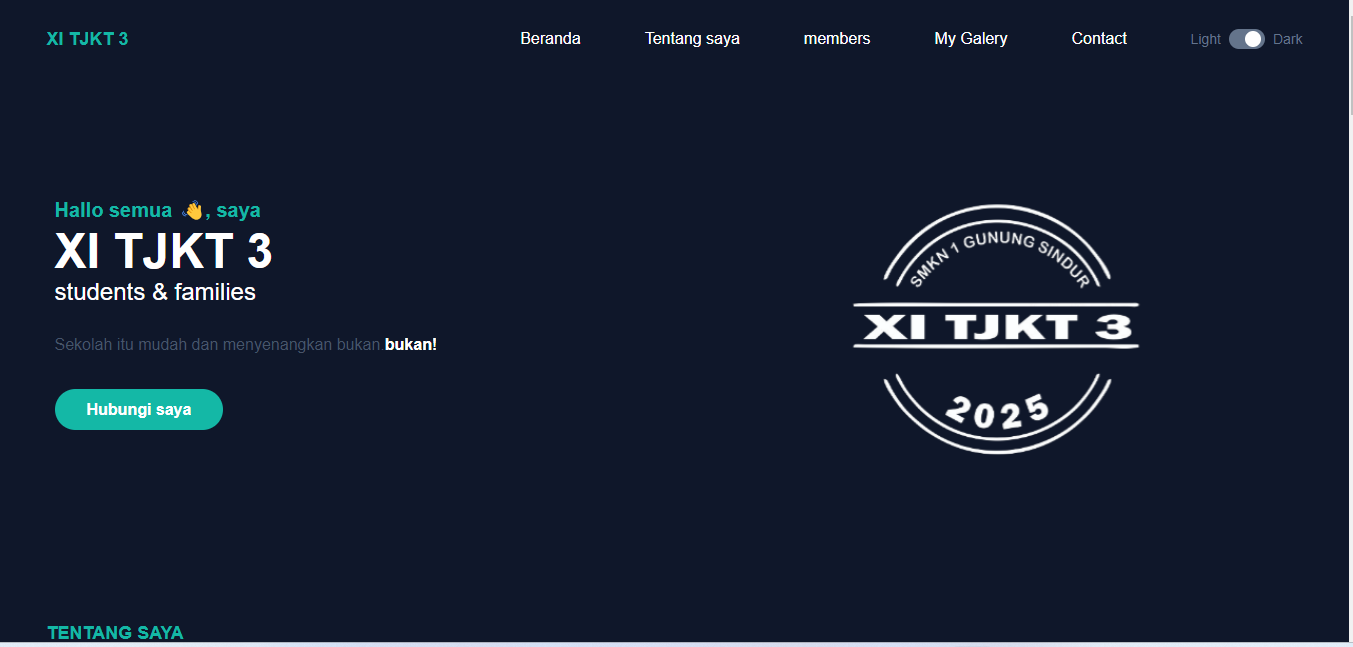 XI TJKT 3
Beranda
Tentang saya
members
My Galery
Contact
Light
Dark
Hallo semua 👋, saya
XI TJKT 3
students & families
Sekolah itu mudah dan menyenangkan bukan bukan!
Hubungi saya
SMKN 1 GUNUNG SINDUR
XI TJKT 3
2025
TENTANG SAYA